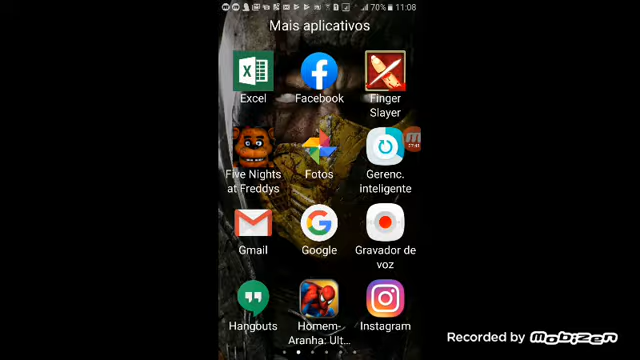 70% 11:08
Mais aplicativos
Excel Facebook Finger Slayer
Five Nights at Freddys Fotos Gerenc. inteligente
Gmail Google Gravador de voz
Hangouts Homem-Aranha: Ult... Instagram
Recorded by mobizen